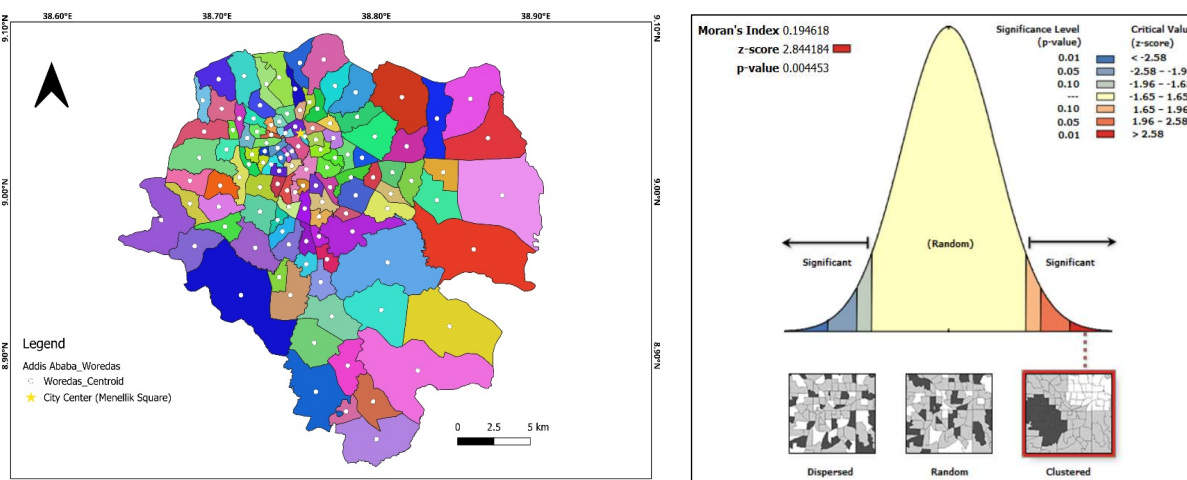 38.60°E 38.70°E 38.80°E 38.90°E
9.10°N 9.10°N
9.00°N 9.00°N
8.90°N 8.90°N
Legend
Addis Ababa_Woredas
Woredas_Centroid
City Center (Menellik Square)
0 2.5 5 km
Moran's Index 0.194618
z-score 2.844184
p-value 0.004453
Significance Level Critical Valu
(p-value) (z-score)
0.01 < -2.58
0.05 -2.58 - -1.9
0.10 -1.96 - -1.6
--- -1.65 - 1.65
0.10 1.65 - 1.96
0.05 1.96 - 2.58
0.01 > 2.58
(Random)
Significant Significant
Dispersed Random Clustered